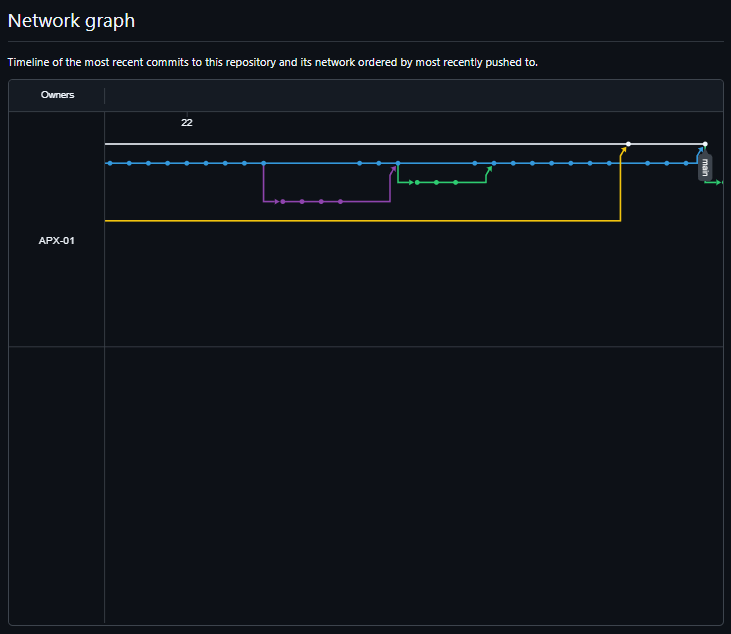 Network graph
Timeline of the most recent commits to this repository and its network ordered by most recently pushed to.
Owners
22
main
APX-01